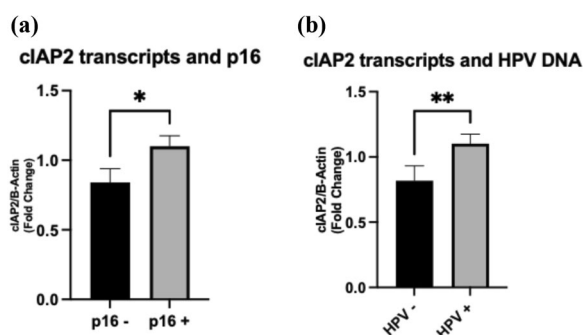 (a)
cIAP2 transcripts and p16
1.5
1.0
0.5
0.0
cIAP2/B-Actin
(Fold Change)
*
p16 -
p16 +
(b)
cIAP2 transcripts and HPV DNA
1.5
1.0
0.5
0.0
cIAP2/B-Actin
(Fold Change)
**
HPV -
HPV +